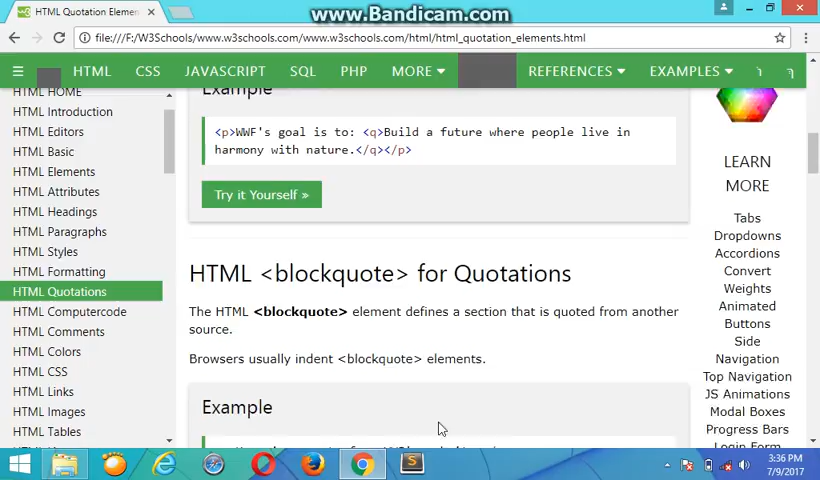 www.Bandicam.com
HTML Quotation Elemen
file:///F:/W3Schools/www.w3schools.com/www.w3schools.com/html/html_quotation_elements.html
HTML CSS JAVASCRIPT SQL PHP MORE REFERENCES EXAMPLES
HTML HOME
HTML Introduction
HTML Editors
HTML Basic
HTML Elements
HTML Attributes
HTML Headings
HTML Paragraphs
HTML Styles
HTML Formatting
HTML Quotations
HTML Computercode
HTML Comments
HTML Colors
HTML CSS
HTML Links
HTML Images
HTML Tables
Example
<p>WWF's goal is to: <q>Build a future where people live in
harmony with nature.</q></p>
Try it Yourself »
HTML <blockquote> for Quotations
The HTML <blockquote> element defines a section that is quoted from another
source.
Browsers usually indent <blockquote> elements.
Example
LEARN
MORE
Tabs
Dropdowns
Accordions
Convert
Weights
Animated
Buttons
Side
Navigation
Top Navigation
JS Animations
Modal Boxes
Progress Bars
Login Form
3:36 PM
7/9/2017